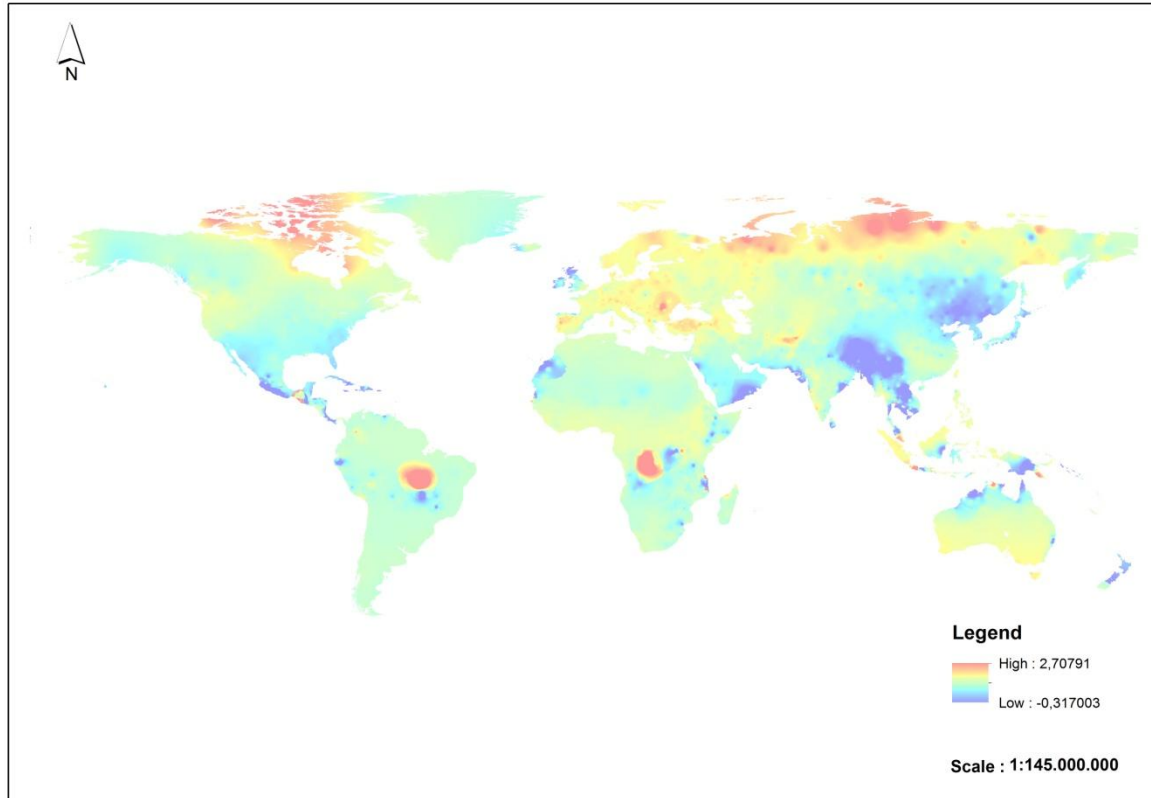 N
Legend
High : 2,70791
Low : -0,317003
Scale : 1:145.000.000